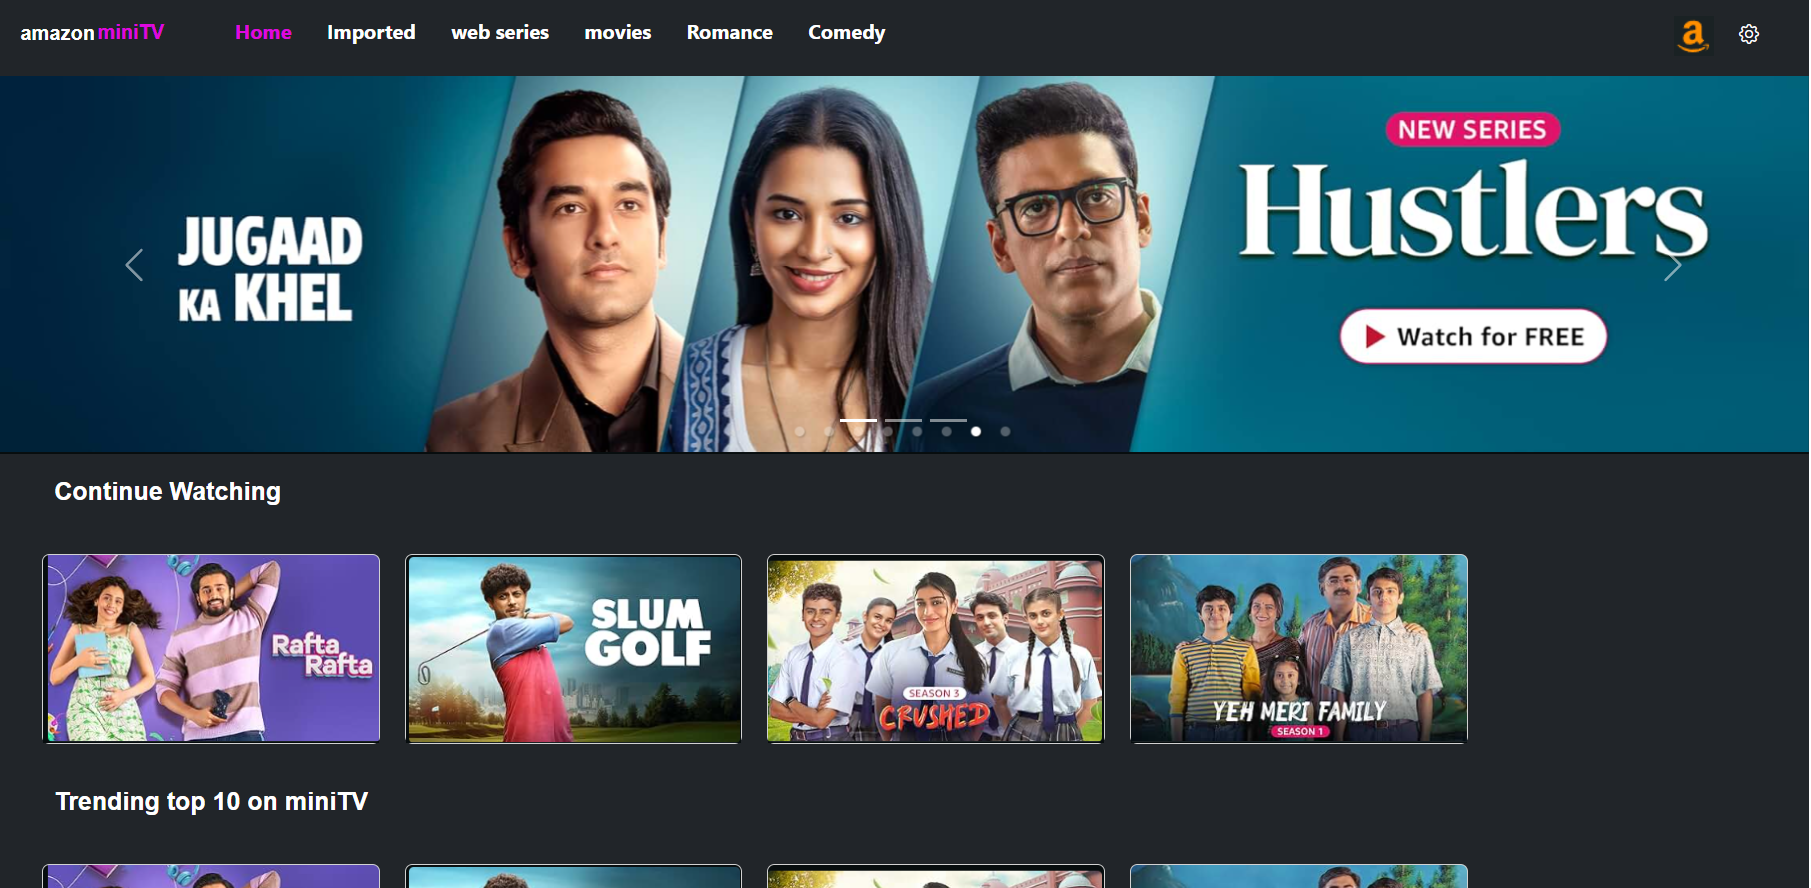 amazon miniTV
Home Imported web series movies Romance Comedy
a
JUGAAD
KA KHEL
NEW SERIES
Hustlers
Watch for FREE
Continue Watching
Rafta
Rafta
SLUM
GOLF
SEASON 3
CRUSHED
YEH MERI FAMILY
SEASON 1
Trending top 10 on miniTV